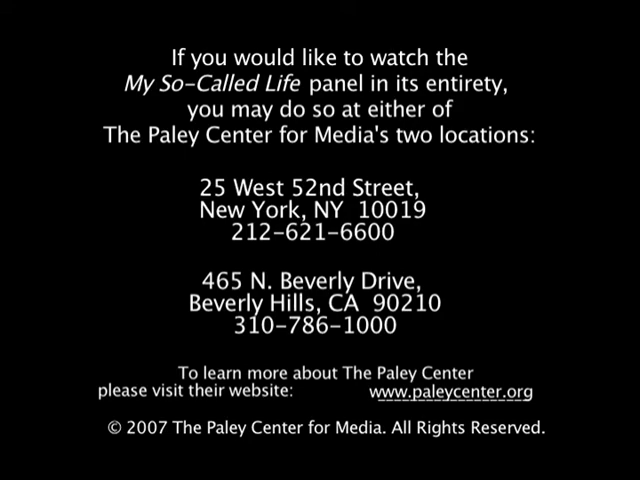 If you would like to watch the
My So-Called Life panel in its entirety,
you may do so at either of
The Paley Center for Media's two locations:
25 West 52nd Street,
New York, NY 10019
212-621-6600
465 N. Beverly Drive,
Beverly Hills, CA 90210
310-786-1000
To learn more about The Paley Center
please visit their website: www.paleycenter.org
© 2007 The Paley Center for Media. All Rights Reserved.